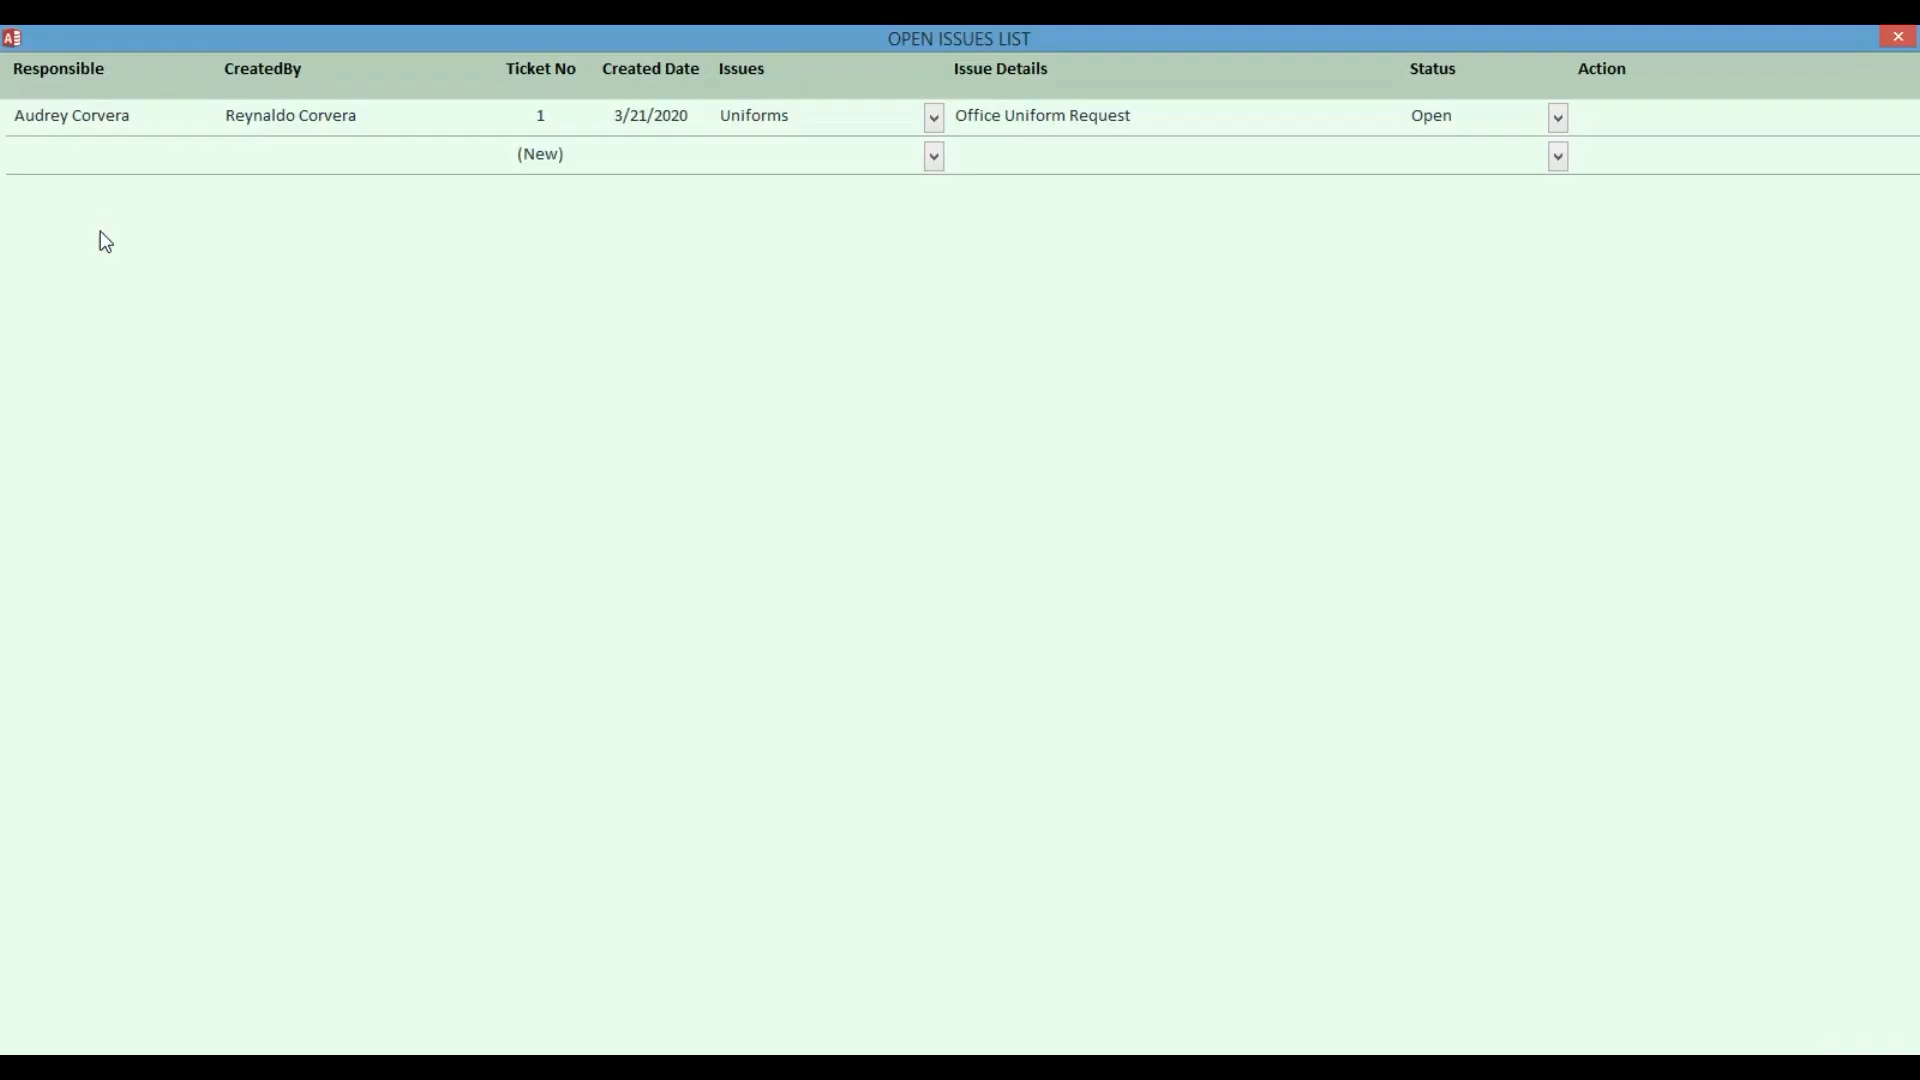 OPEN ISSUES LIST
Responsible CreatedBy Ticket No Created Date Issues Issue Details Status Action
Audrey Corvera Reynaldo Corvera 1 3/21/2020 Uniforms Office Uniform Request Open
(New)